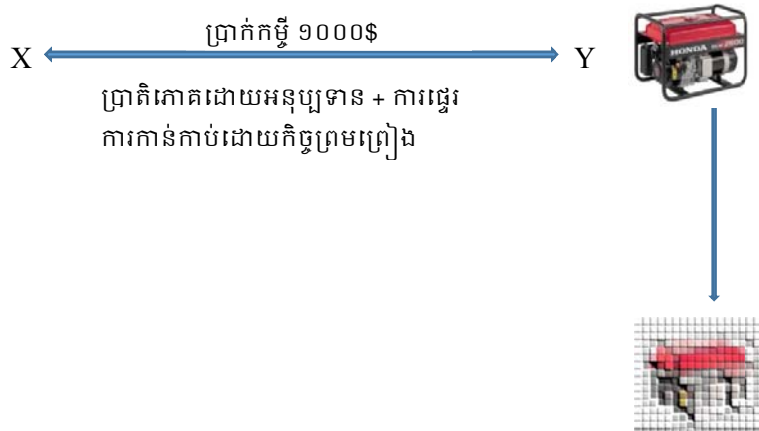 ប្រាក់កម្ចី ១០០០$
X
Y
ប្រាតិភោគដោយអនុប្បទាន + ការផ្ទេរ
ការកាន់កាប់ដោយកិច្ចព្រមព្រៀង
HONDA